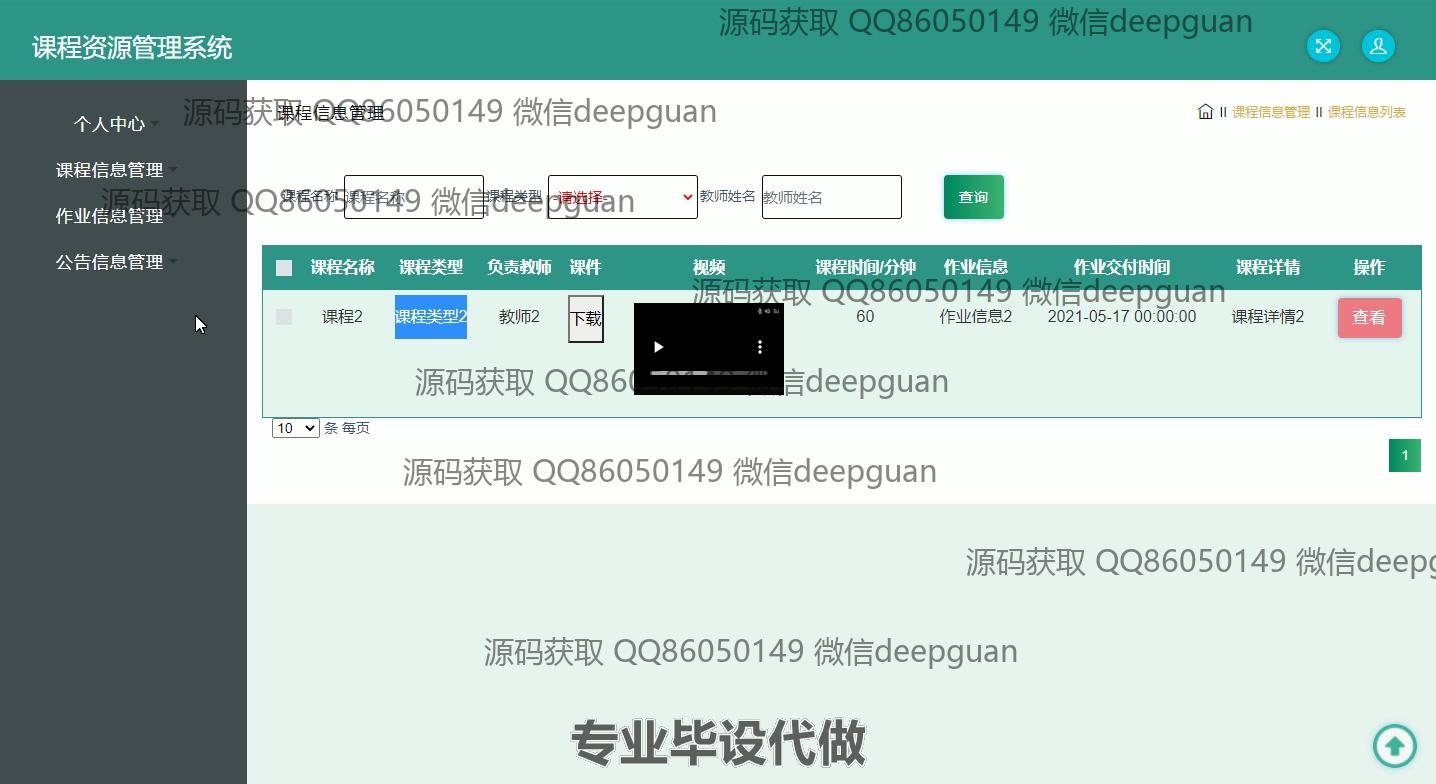 源码获取 QQ86050149 微信deepguan
课程资源管理系统
个人中心
课程信息管理
作业信息管理
公告信息管理
源码获取 QQ86050149 微信deepguan
课程信息管理
II 课程信息管理 II 课程信息列表
源码获取 QQ86050149 微信deepguan
课程名称 课程名称 课程类型 -请选择- 教师姓名 教师姓名 查询
课程名称 课程类型 负责教师 课件 视频 课程时间/分钟 作业信息 作业交付时间 课程详情 操作
源码获取 QQ86050149 微信deepguan
课程2 课程类型2 教师2 下载 60 作业信息2 2021-05-17 00:00:00 课程详情2 查看
源码获取 QQ86050149 微信deepguan
10 条 每页
1
源码获取 QQ86050149 微信deepguan
源码获取 QQ86050149 微信deepg
源码获取 QQ86050149 微信deepguan
专业毕设代做